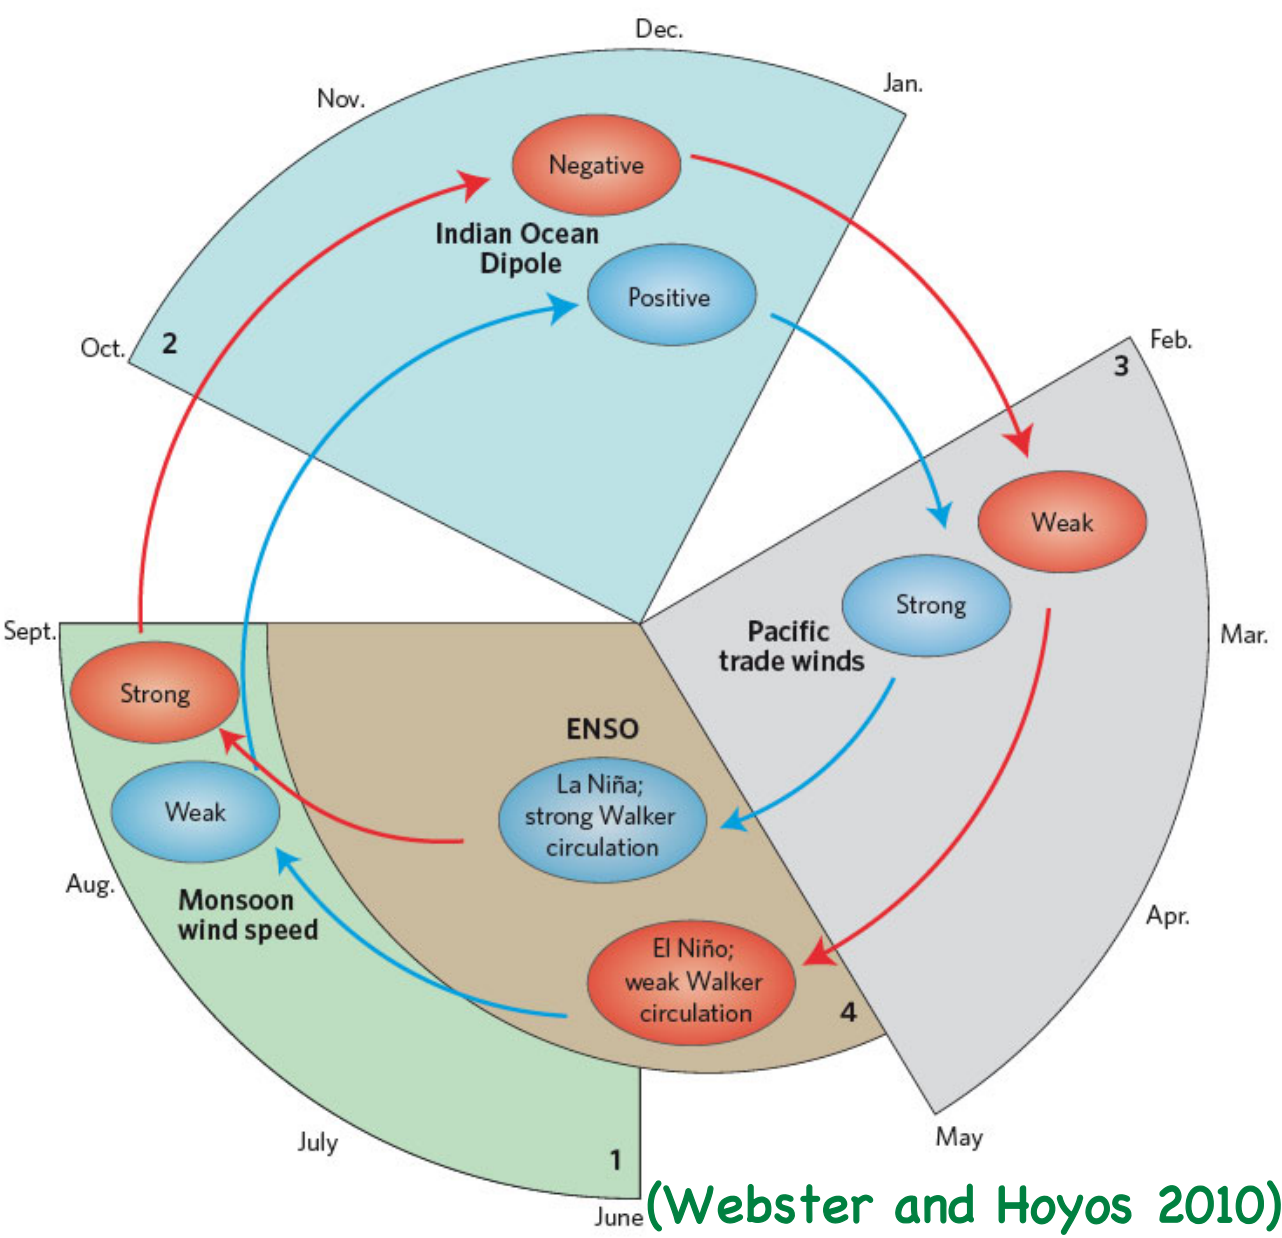 Dec.
Jan.
Nov.
Negative
Indian Ocean
Dipole
Positive
Oct.
2
Feb.
3
Weak
Strong
Pacific
trade winds
Mar.
Sept.
Strong
Weak
Aug.
Monsoon
wind speed
ENSO
La Niña;
strong Walker
circulation
El Niño;
weak Walker
circulation
4
Apr.
May
July
1
June
(Webster and Hoyos 2010)